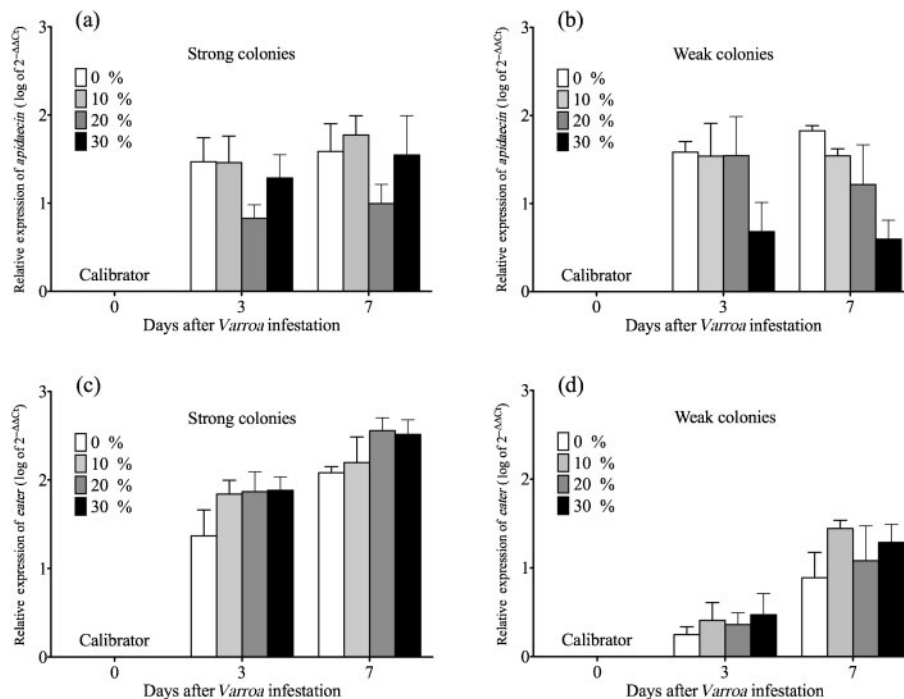 (a)
Strong colonies
0 %
10 %
20 %
30 %
3
2
1
0
Relative expression of apidaecin (log of 2−ΔΔCt)
Calibrator
0 3 7
Days after Varroa infestation
(b)
Weak colonies
0 %
10 %
20 %
30 %
3
2
1
0
Relative expression of apidaecin (log of 2−ΔΔCt)
Calibrator
0 3 7
Days after Varroa infestation
(c)
Strong colonies
0 %
10 %
20 %
30 %
3
2
1
0
Relative expression of eater (log of 2−ΔΔCt)
Calibrator
0 3 7
Days after Varroa infestation
(d)
Weak colonies
0 %
10 %
20 %
30 %
3
2
1
0
Relative expression of eater (log of 2−ΔΔCt)
Calibrator
0 3 7
Days after Varroa infestation